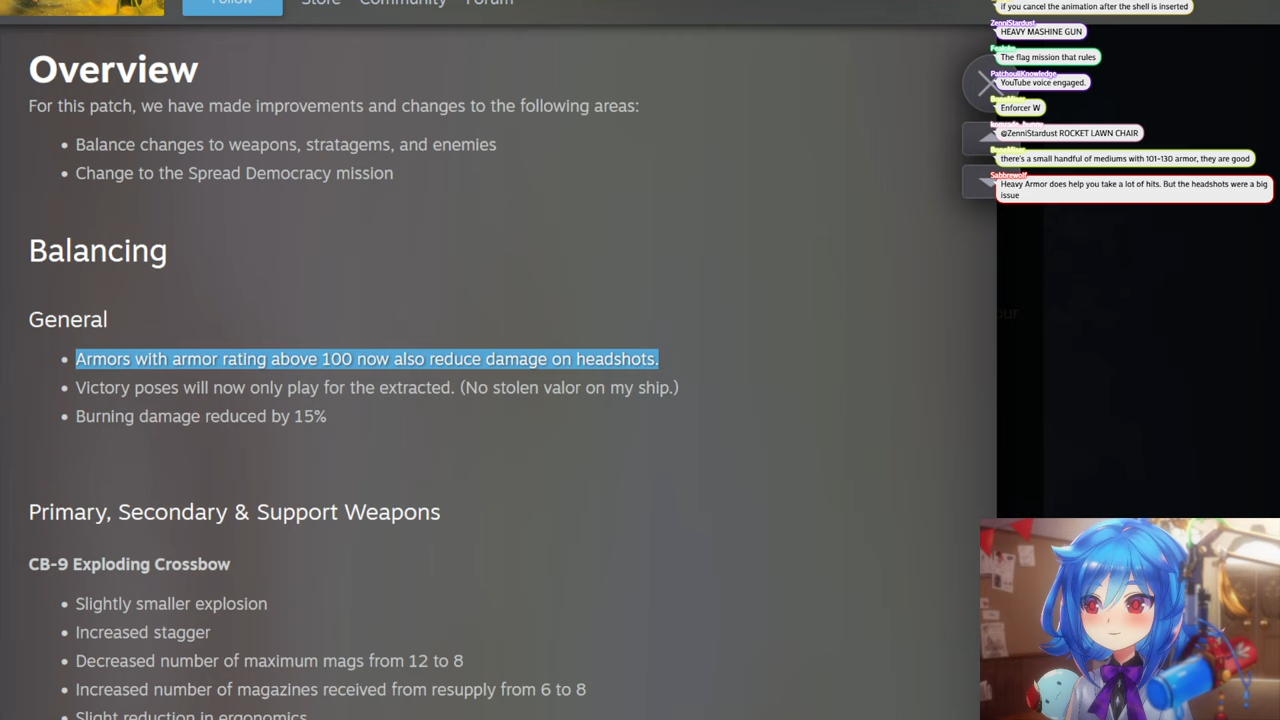 Follow
Store
Community
Forum
Overview
For this patch, we have made improvements and changes to the following areas:
• Balance changes to weapons, stratagems, and enemies
• Change to the Spread Democracy mission
Balancing
General
• Armors with armor rating above 100 now also reduce damage on headshots.
• Victory poses will now only play for the extracted. (No stolen valor on my ship.)
• Burning damage reduced by 15%
Primary, Secondary & Support Weapons
CB-9 Exploding Crossbow
• Slightly smaller explosion
• Increased stagger
• Decreased number of maximum mags from 12 to 8
• Increased number of magazines received from resupply from 6 to 8
• Slight reduction in ergonomics
if you cancel the animation after the shell is inserted
ZenniStardust
HEAVY MASHINE GUN
The flag mission that rules
PatchouliKnowledge
YouTube voice engaged.
Enforcer W
@ZenniStardust ROCKET LAWN CHAIR
there's a small handful of mediums with 101-130 armor, they are good
Sabbrewolf
Heavy Armor does help you take a lot of hits. But the headshots were a big
issue